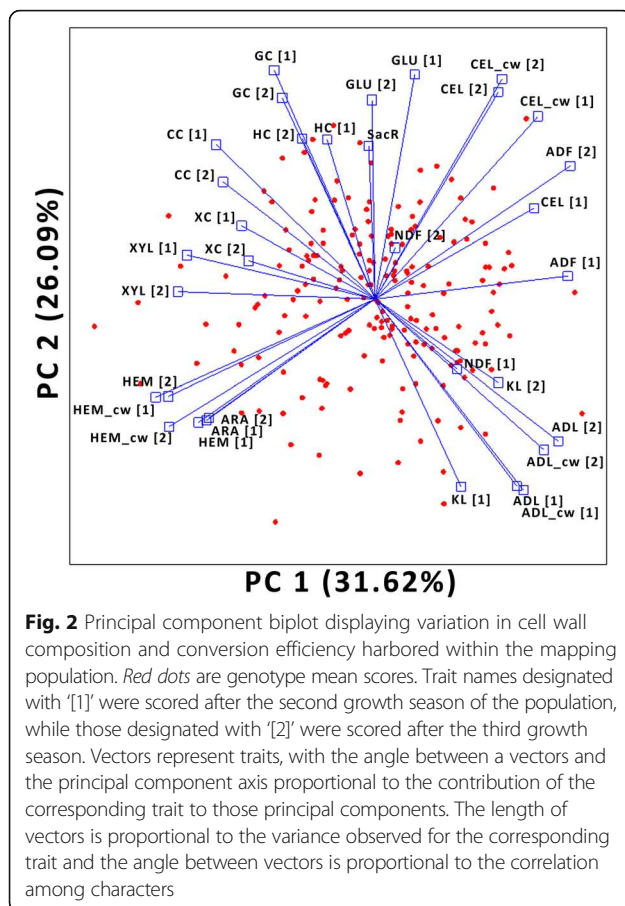 GC [1]
GLU [1]
CEL_cw [2]
GC [2]
GLU [2]
CEL [2]
CEL_cw [1]
CC [1]
HC [2]
HC [1]
SacR
ADF [2]
CC [2]
CEL [1]
XC [1]
NDF [2]
XYL [1]
XC [2]
ADF [1]
XYL [2]
NDF [1]
HEM [2]
KL [2]
HEM_cw [1]
ARA [2]
HEM_cw [2]
ARA [1]
ADL [2]
HEM [1]
ADL_cw [2]
KL [1]
ADL [1]
ADL_cw [1]
PC 2 (26.09%)
PC 1 (31.62%)
Fig. 2 Principal component biplot displaying variation in cell wall
composition and conversion efficiency harbored within the mapping
population. Red dots are genotype mean scores. Trait names designated
with ‘[1]’ were scored after the second growth season of the population,
while those designated with ‘[2]’ were scored after the third growth
season. Vectors represent traits, with the angle between a vectors and
the principal component axis proportional to the contribution of the
corresponding trait to those principal components. The length of
vectors is proportional to the variance observed for the corresponding
trait and the angle between vectors is proportional to the correlation
among characters